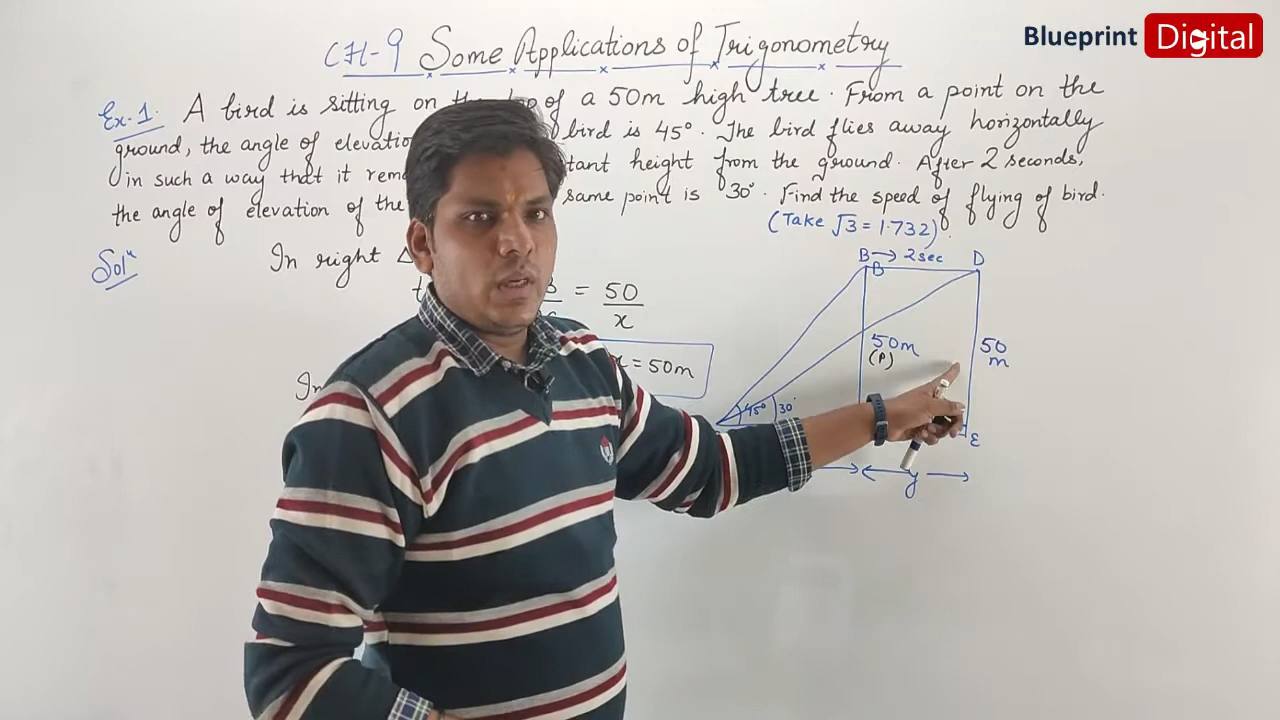 Blueprint Digital
CH-9 Some Applications of Trigonometry
Ex-1. A bird is sitting on the top of a 50m high tree. From a point on the
ground, the angle of elevation bird is 45°. The bird flies away horizontally
in such a way that it height from the ground. After 2 seconds,
the angle of elevation of the same point is 30°. Find the speed of flying of bird.
(Take √3 = 1.732).
Solⁿ
In right △
= 50/x
x = 50m
In
B → 2sec D
B
50m
(P)
50
m
45° 30°
E
y